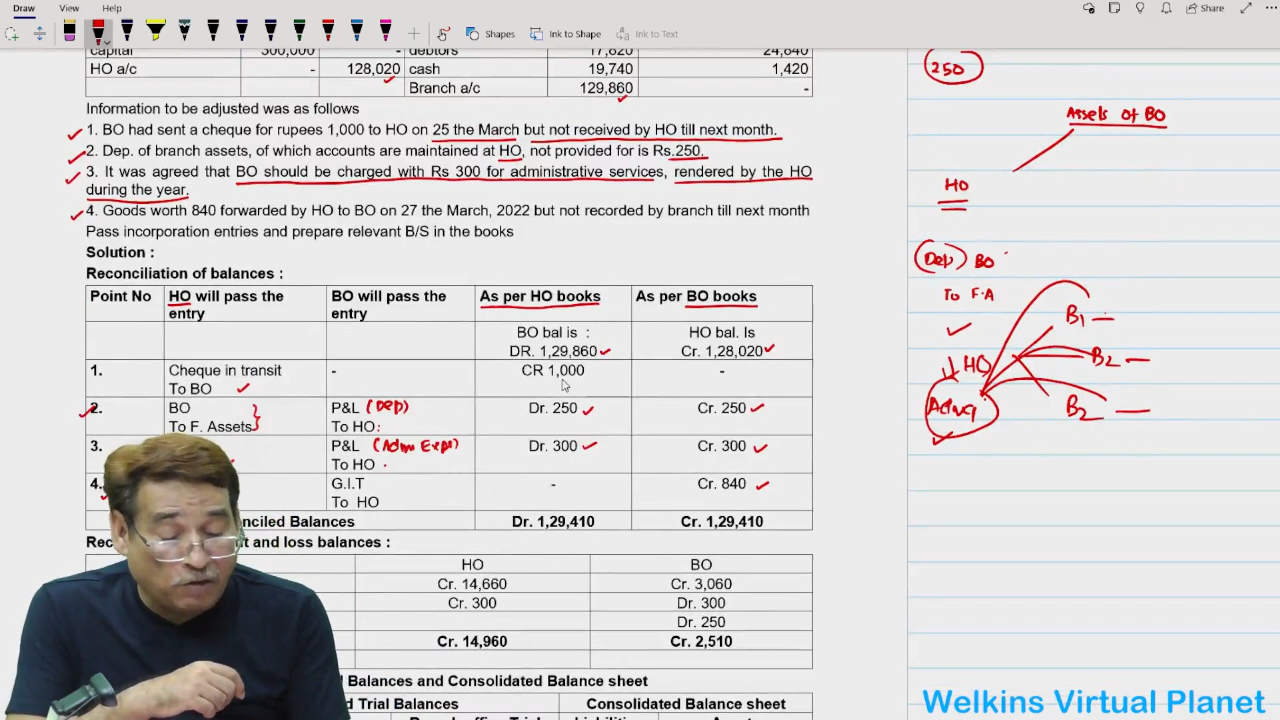 Draw View Help
Share
Shapes Ink to Shape Ink to Text
capital 300,000 - debtors 17,820 24,840
HO a/c - 128,020 cash 19,740 1,420
Branch a/c 129,860 -
Information to be adjusted was as follows
1. BO had sent a cheque for rupees 1,000 to HO on 25 the March but not received by HO till next month.
2. Dep. of branch assets, of which accounts are maintained at HO, not provided for is Rs.250.
3. It was agreed that BO should be charged with Rs 300 for administrative services, rendered by the HO
during the year.
4. Goods worth 840 forwarded by HO to BO on 27 the March, 2022 but not recorded by branch till next month
Pass incorporation entries and prepare relevant B/S in the books
Solution :
Reconciliation of balances :
Point No HO will pass the entry BO will pass the entry As per HO books As per BO books
BO bal is : HO bal. Is
DR. 1,29,860 Cr. 1,28,020
1. Cheque in transit - CR 1,000 -
To BO
2. BO P&L (Dep) Dr. 250 Cr. 250
To F. Assets To HO:
3. P&L (Adm Exps) Dr. 300 Cr. 300
To HO
4. G.I.T - Cr. 840
To HO
nciled Balances Dr. 1,29,410 Cr. 1,29,410
Rec nt and loss balances :
HO BO
Cr. 14,660 Cr. 3,060
Cr. 300 Dr. 300
Dr. 250
Cr. 14,960 Cr. 2,510
Balances and Consolidated Balance sheet
d Trial Balances Consolidated Balance sheet
250
Assets of BO
HO
(Dep) BO
To F.A
HO
B1
B2
B2
Welkins Virtual Planet